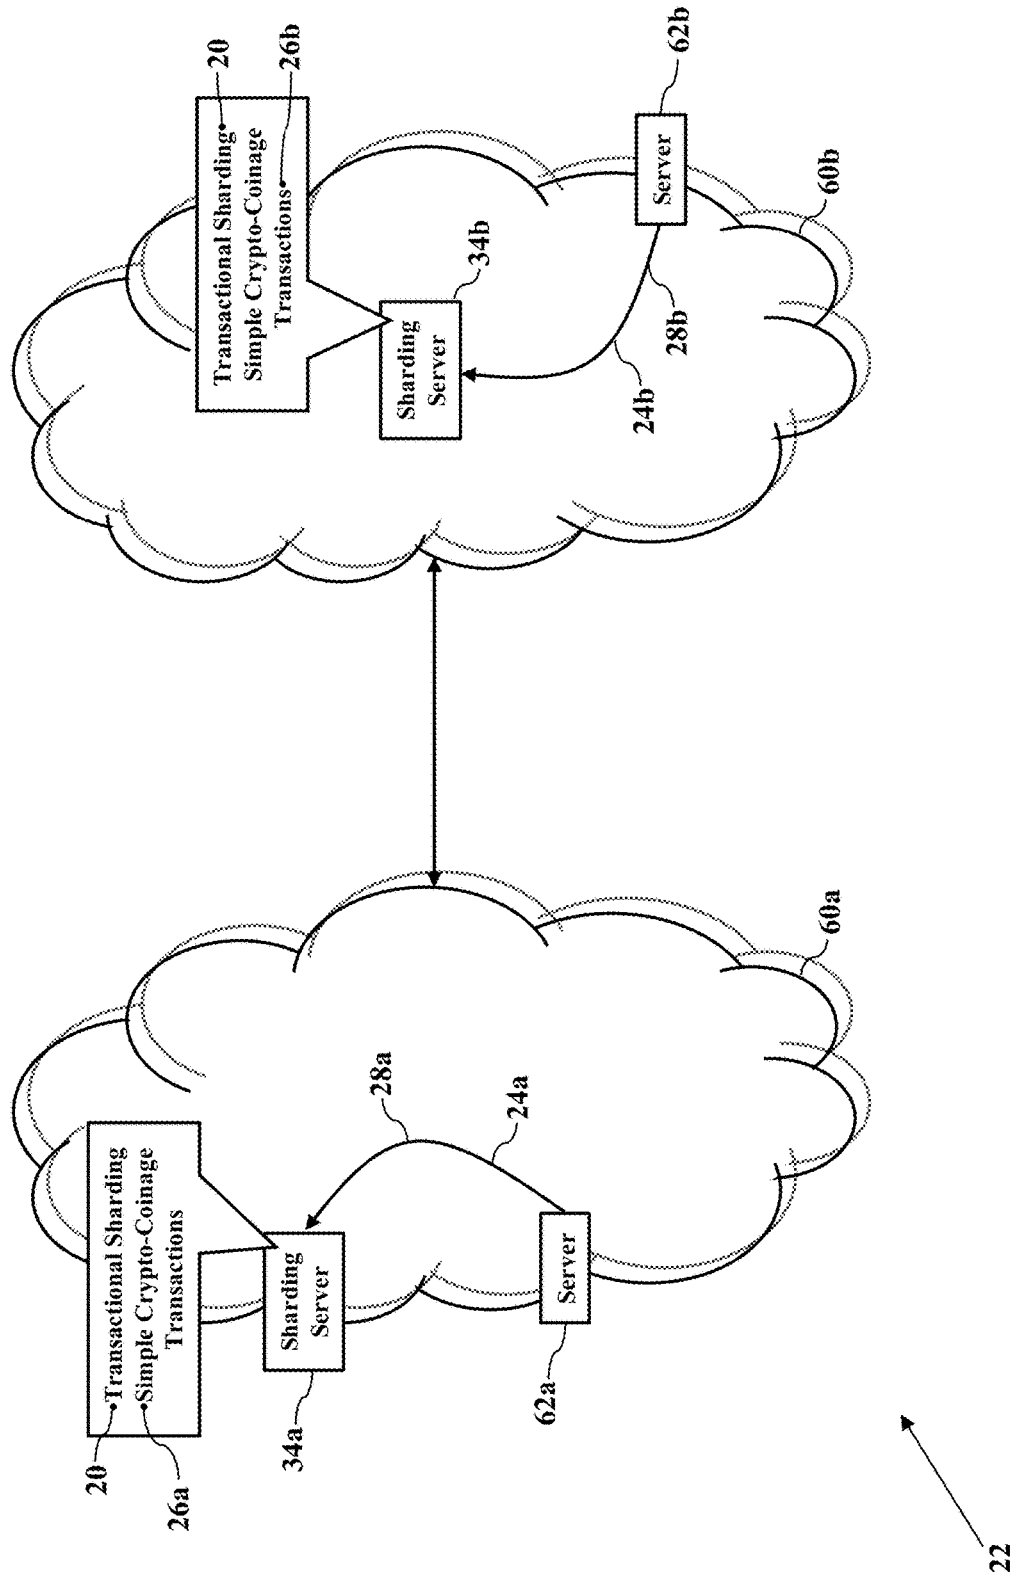 20
•Transactional Sharding
•Simple Crypto-Coinage
Transactions
26a
Sharding
Server
34a
28a
24a
Server
62a
60a
22
Transactional Sharding•
20
Simple Crypto-Coinage
Transactions•
26b
Sharding
Server
34b
24b
28b
Server
62b
60b